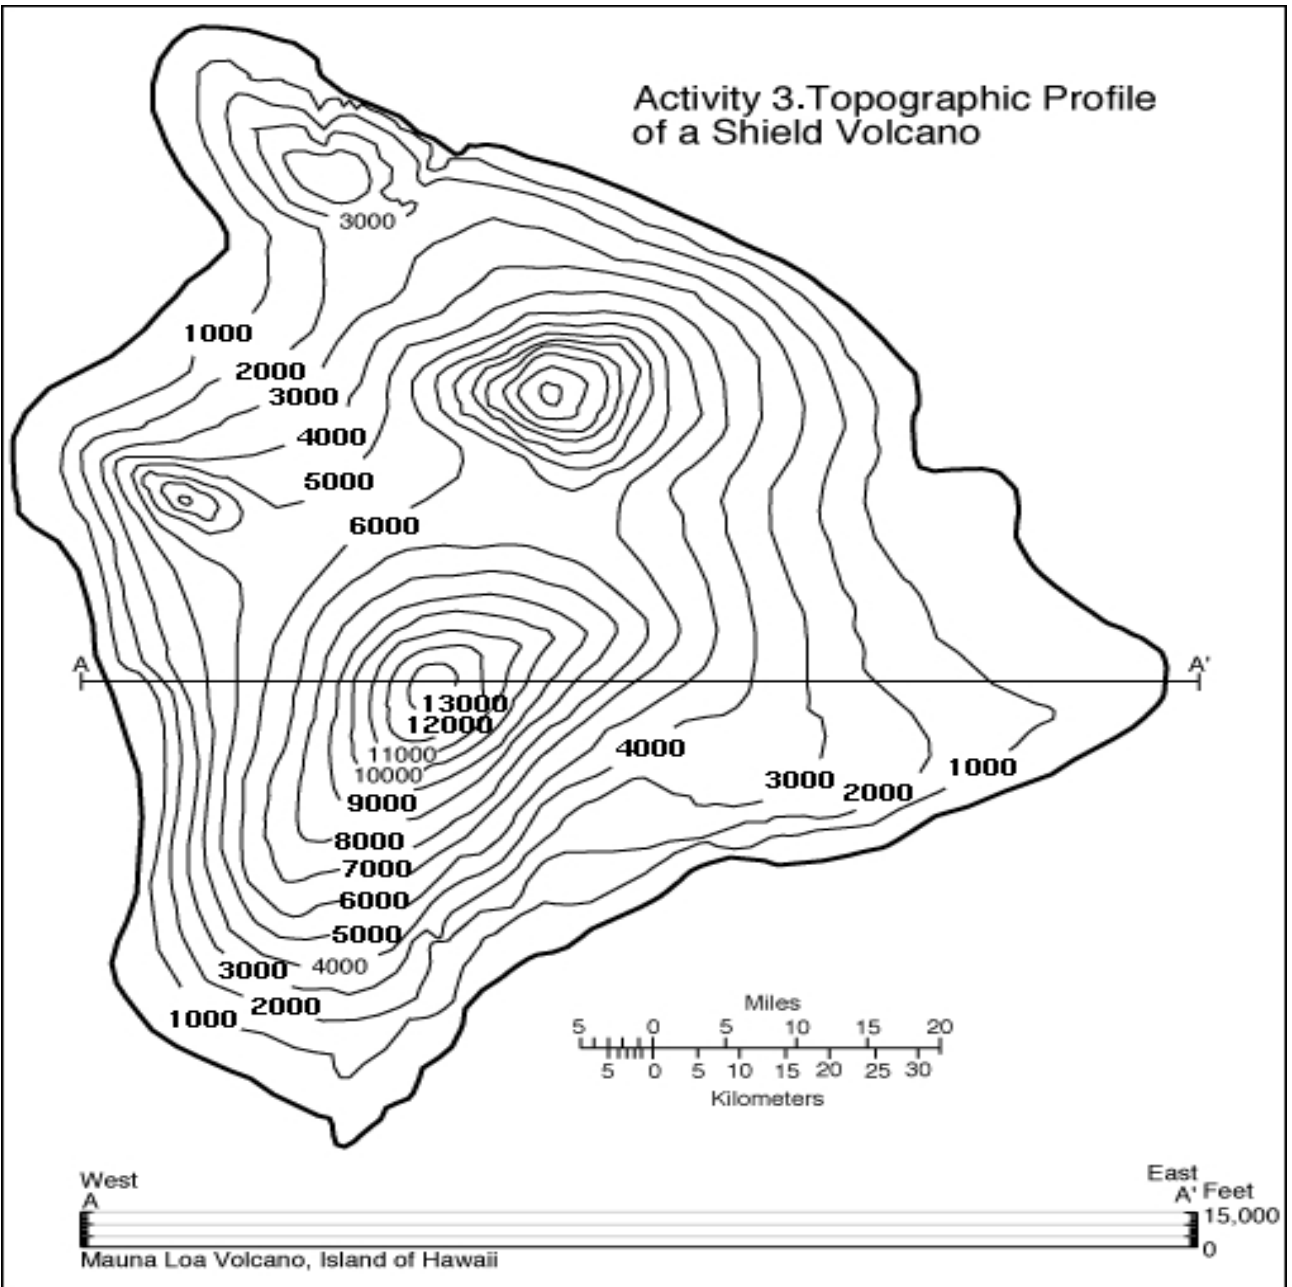 Activity 3.Topographic Profile
of a Shield Volcano
3000
1000
2000
3000
4000
5000
6000
A
A'
13000
12000
11000
10000
9000
8000
7000
6000
5000
4000
3000
2000
1000
4000
3000
2000
1000
Miles
5 0 5 10 15 20
5 0 5 10 15 20 25 30
Kilometers
West
A
East
A' Feet
15,000
0
Mauna Loa Volcano, Island of Hawaii